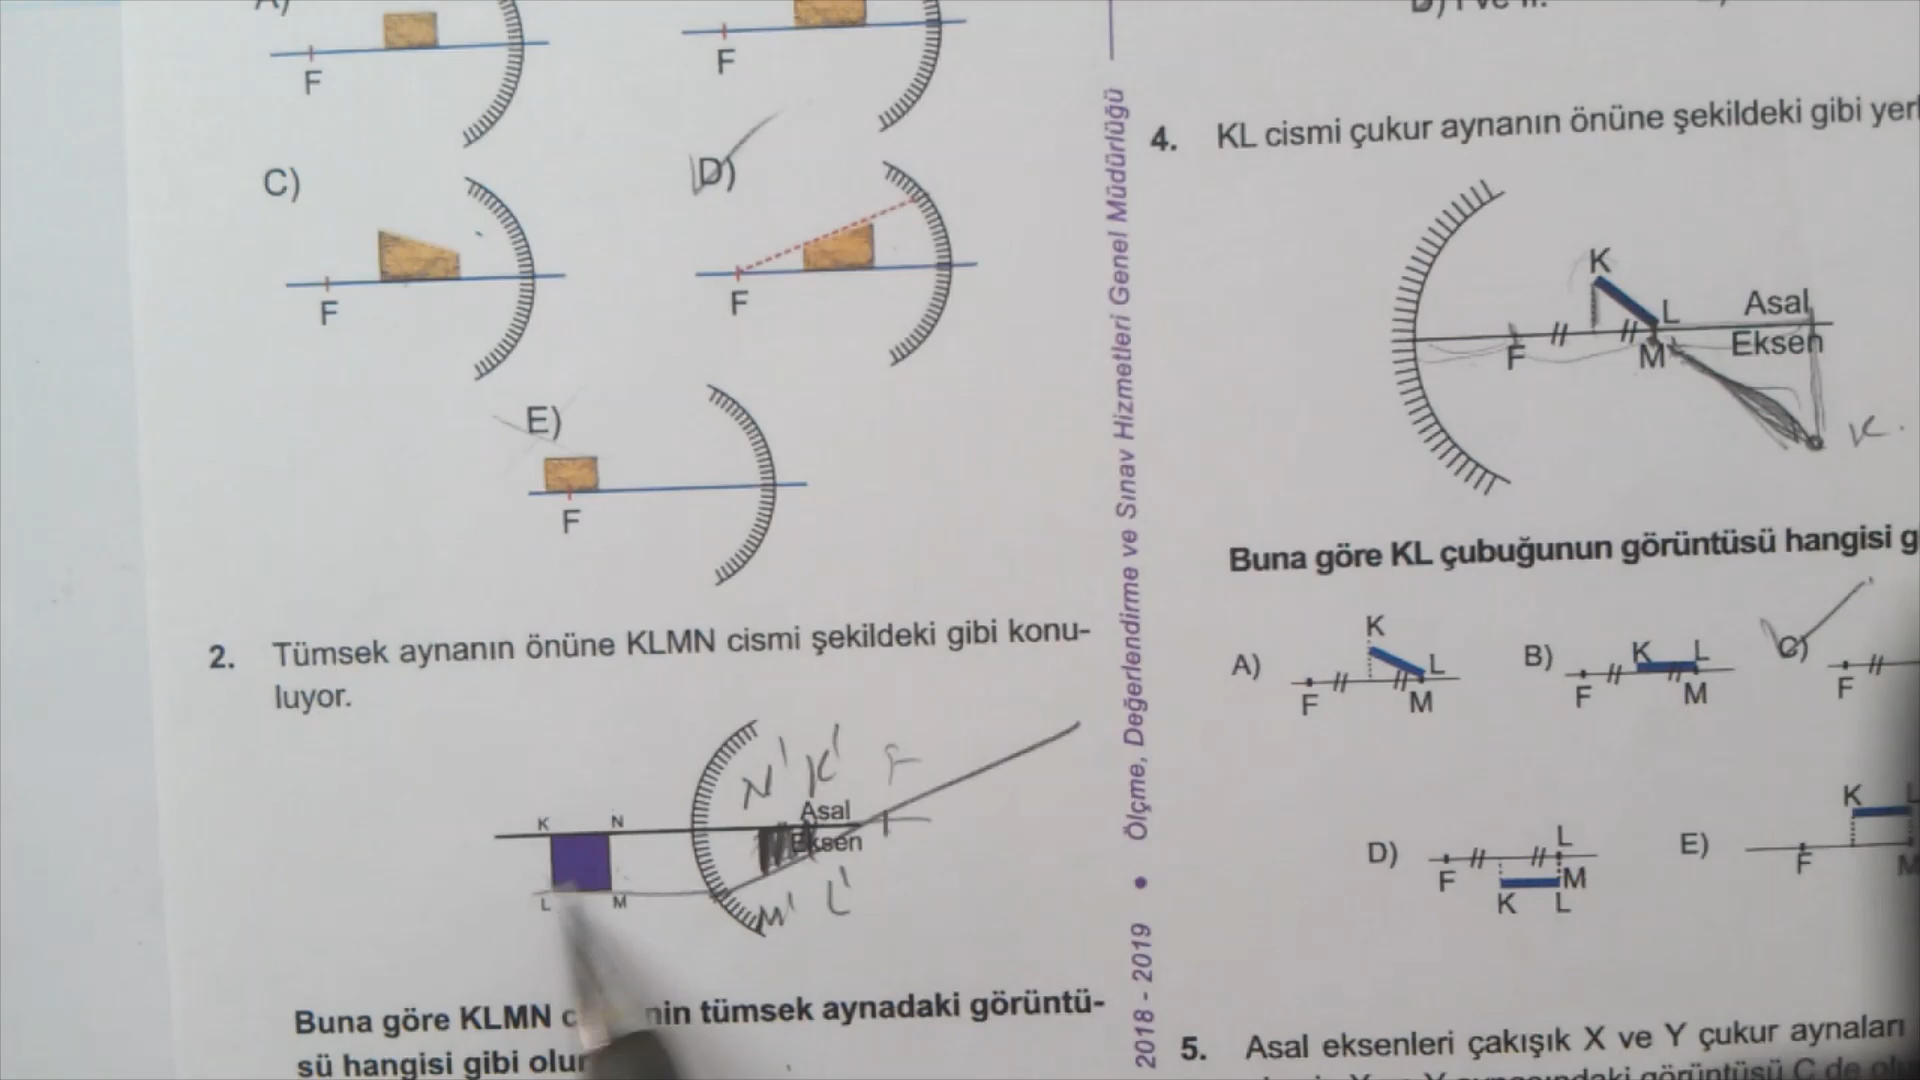 A)
F
F
C)
F
D)
F
E)
F
2. Tümsek aynanın önüne KLMN cismi şekildeki gibi konu-
luyor.
N' K' F
K N Asal
Eksen
L M M' L'
Buna göre KLMN tümsek aynadaki görüntü-
sü hangisi gibi olur
2018 - 2019 • Ölçme, Değerlendirme ve Sınav Hizmetleri Genel Müdürlüğü
4. KL cismi çukur aynanın önüne şekildeki gibi
K
L Asal
F M Eksen
K
Buna göre KL çubuğunun görüntüsü hangisi
A) K L F M
B) K L F M
C) F
D) L F M K L
E) K L F M
5. Asal eksenleri çakışık X ve Y çukur aynaları
görüntüsü C de